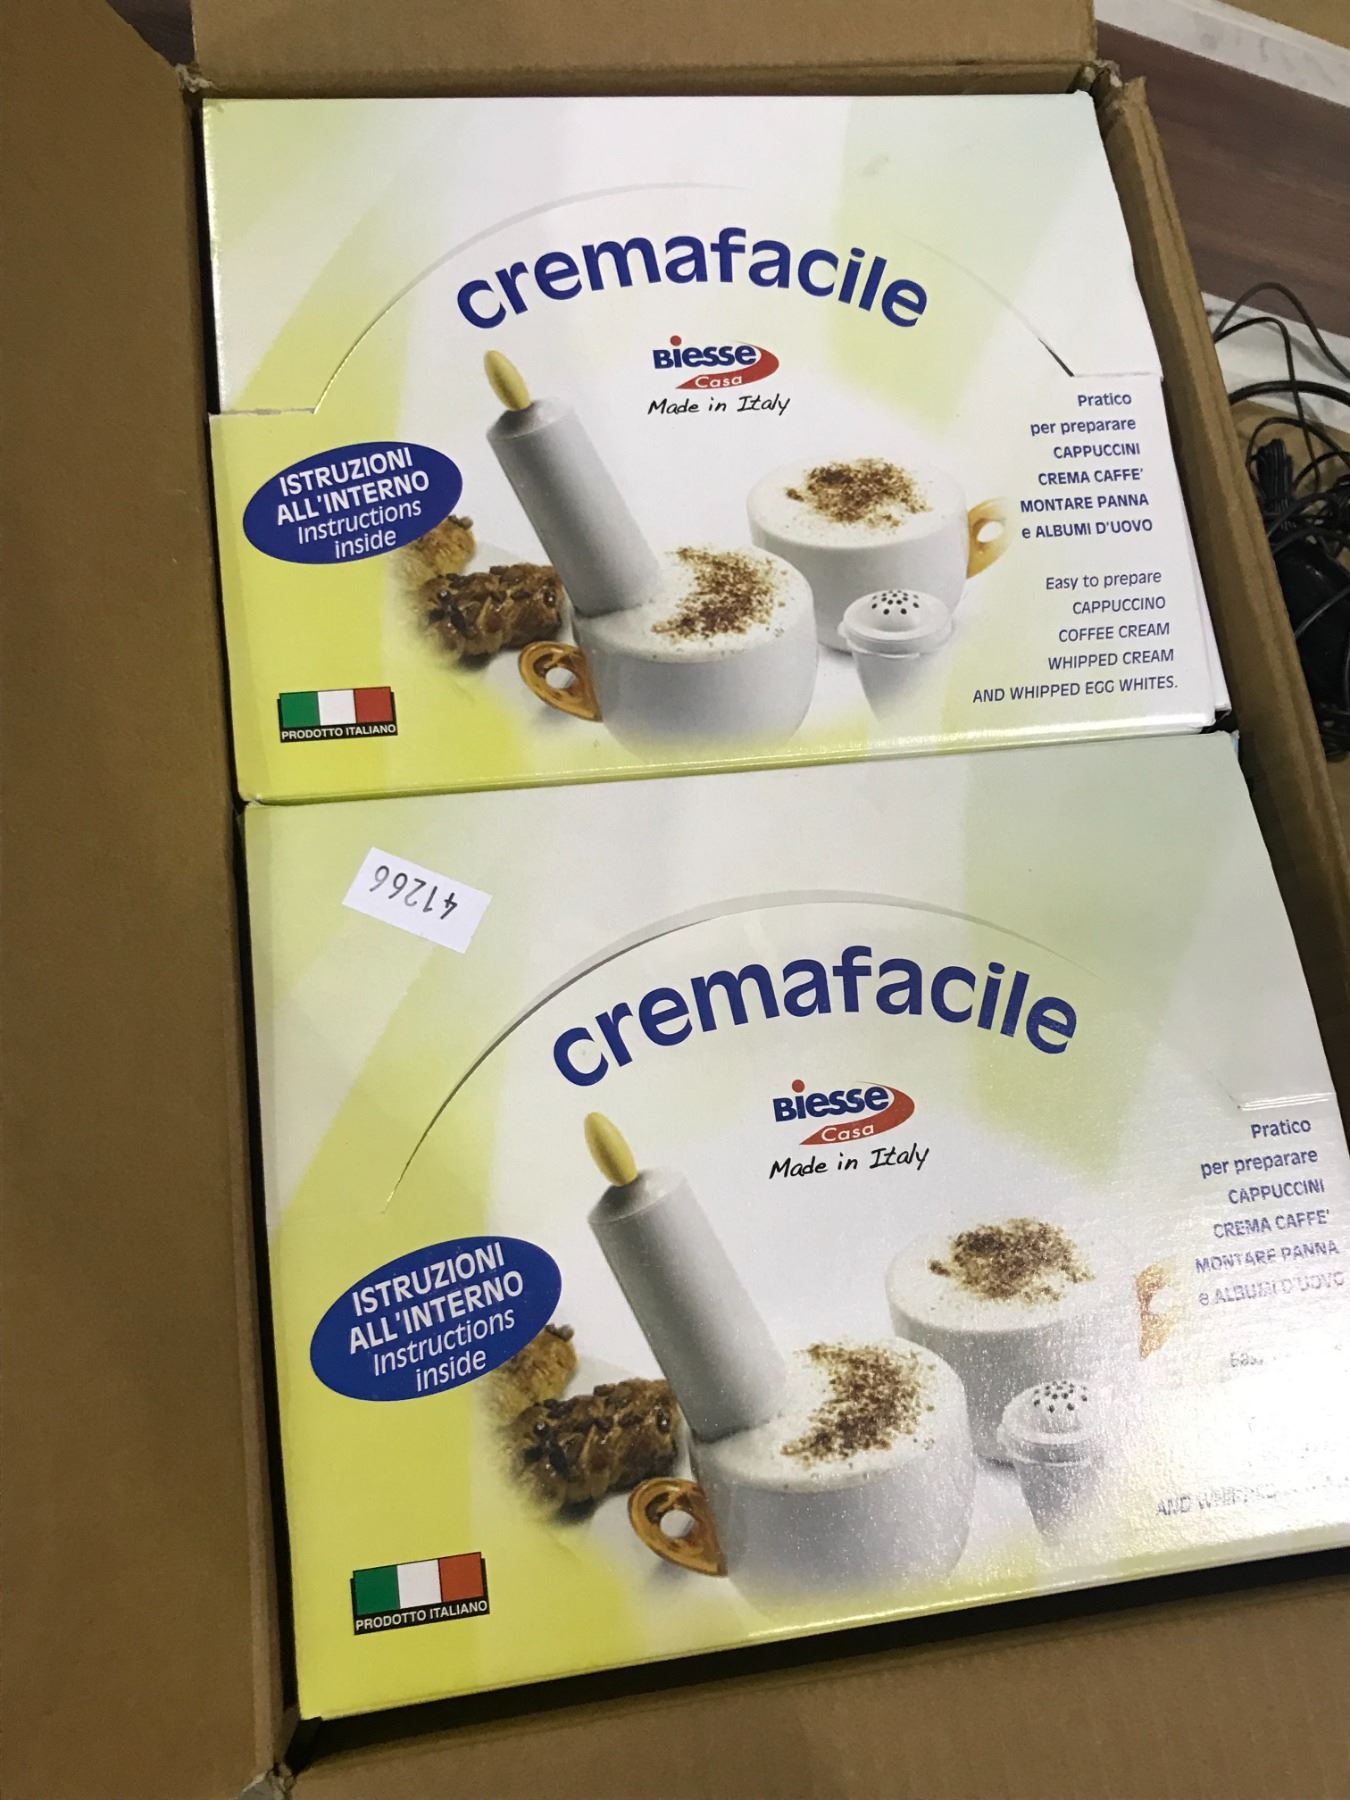 cremafacile
Biesse
Casa
Made in Italy
ISTRUZIONI
ALL'INTERNO
Instructions
inside
Pratico
per preparare
CAPPUCCINI
CREMA CAFFE'
MONTARE PANNA
e ALBUMI D'UOVO
Easy to prepare
CAPPUCCINO
COFFEE CREAM
WHIPPED CREAM
AND WHIPPED EGG WHITES.
PRODOTTO ITALIANO
41266
cremafacile
Biesse
Casa
Made in Italy
ISTRUZIONI
ALL'INTERNO
Instructions
inside
Pratico
per preparare
CAPPUCCINI
CREMA CAFFE'
MONTARE PANNA
e ALBUMI D'UOVO
AND
PRODOTTO ITALIANO